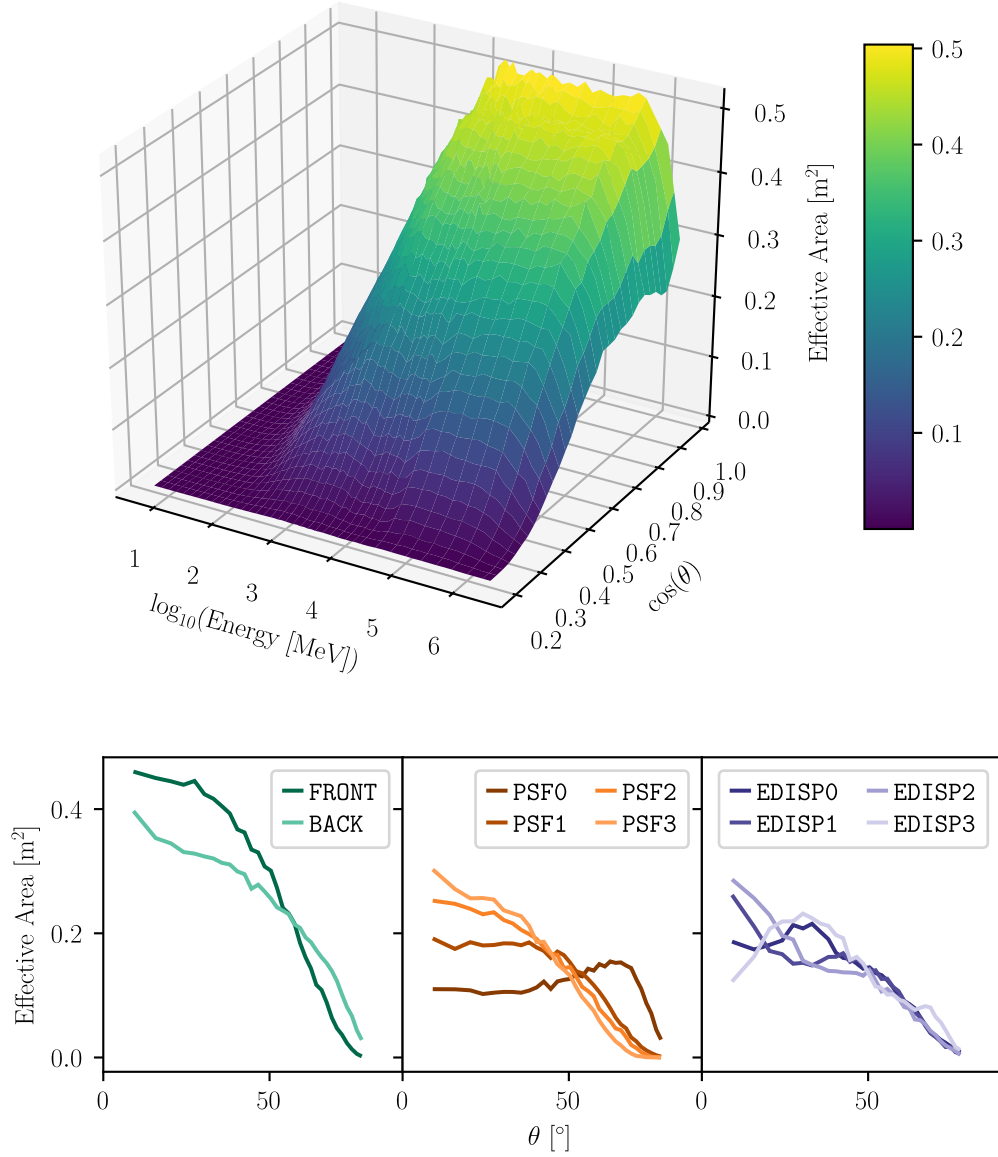 0.5
0.4
0.3
0.2
0.1
0.0
Effective Area [m²]
0.5
0.4
0.3
0.2
0.1
1 2 3 4 5 6
log₁₀(Energy [MeV])
0.2 0.3 0.4 0.5 0.6 0.7 0.8 0.9 1.0
cos(θ)
Effective Area [m²]
0.4
0.2
0.0
FRONT
BACK
PSF0 PSF2
PSF1 PSF3
EDISP0 EDISP2
EDISP1 EDISP3
0 50 0 50 0 50
θ [°]